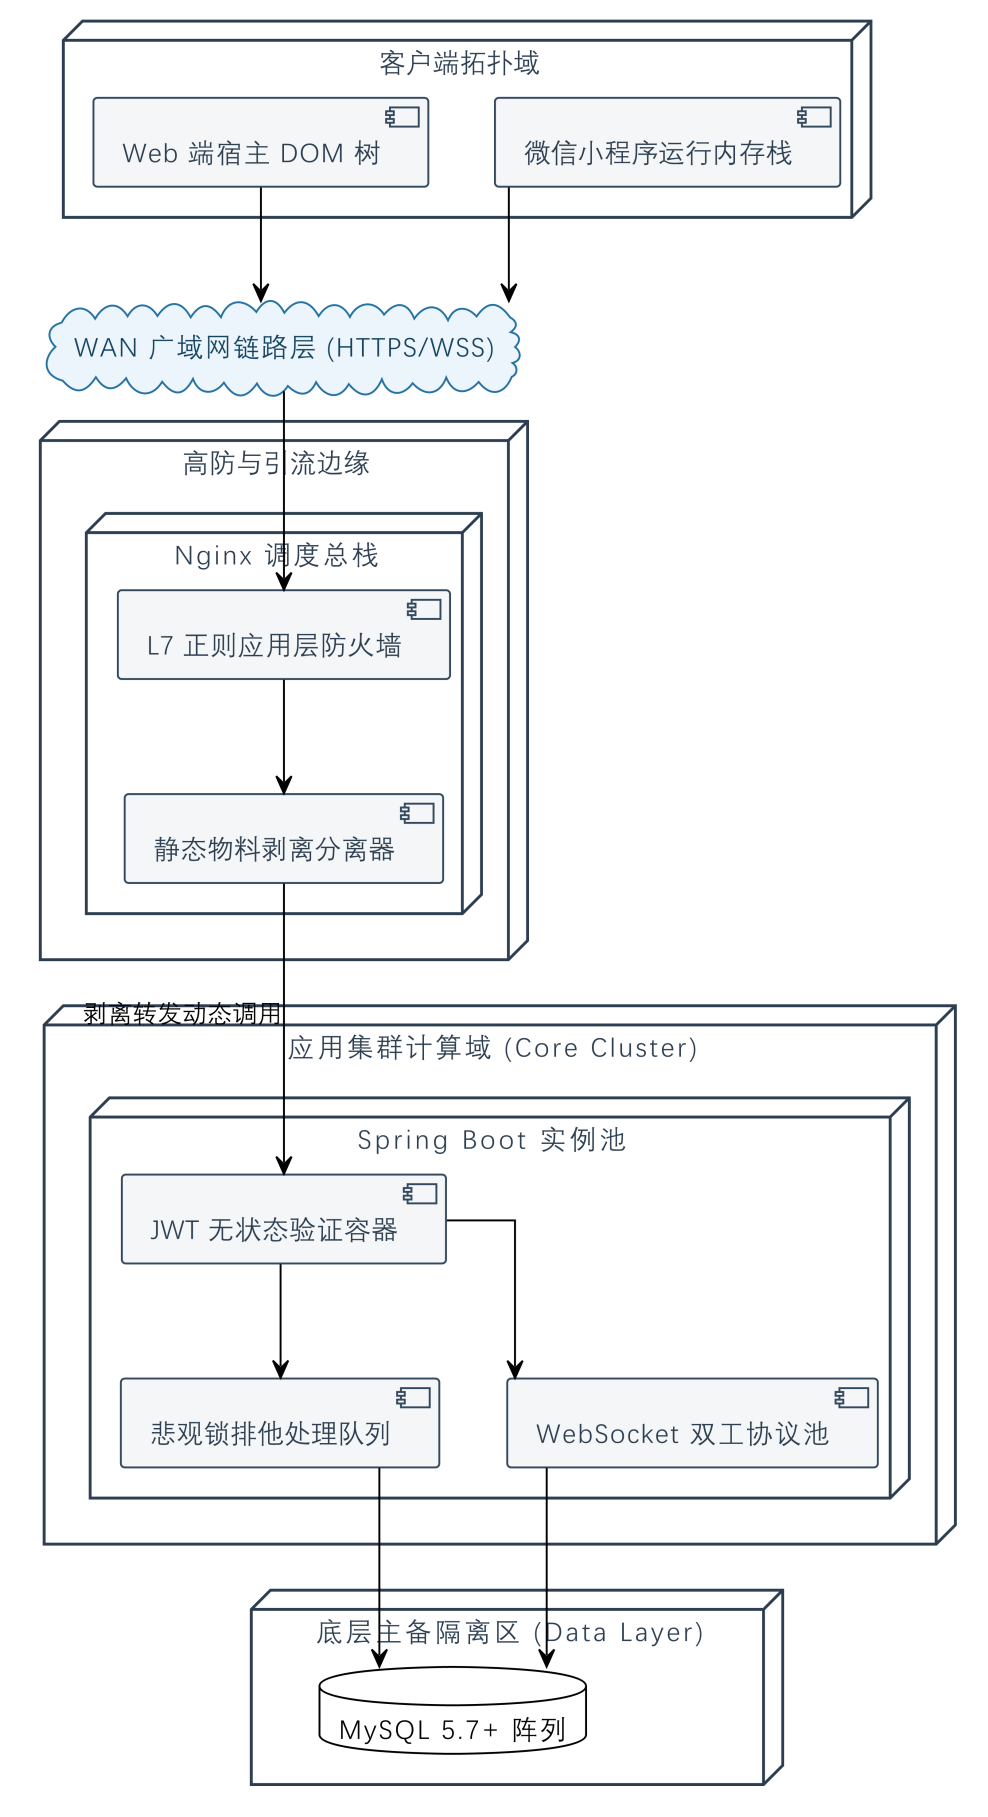 客户端拓扑域
Web 端宿主 DOM 树
微信小程序运行内存栈
WAN 广域网链路层 (HTTPS/WSS)
高防与引流边缘
Nginx 调度总栈
L7 正则应用层防火墙
静态物料剥离分离器
剥离转发动态调用
应用集群计算域 (Core Cluster)
Spring Boot 实例池
JWT 无状态验证容器
悲观锁排他处理队列
WebSocket 双工协议池
底层主备隔离区 (Data Layer)
MySQL 5.7+ 阵列